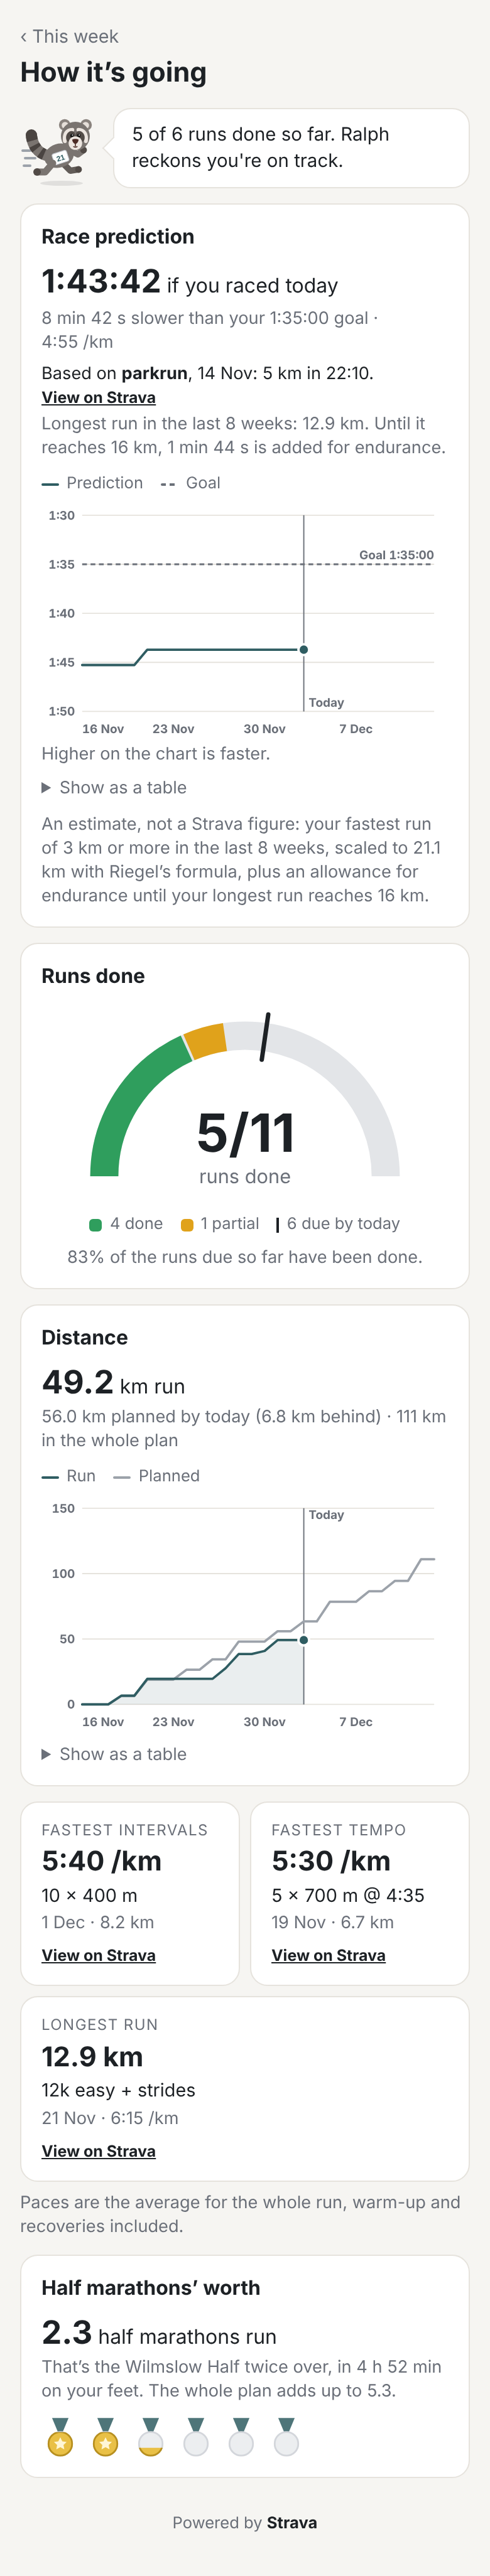 ‹ This week
How it’s going
21
5 of 6 runs done so far. Ralph
reckons you're on track.
Race prediction
1:43:42 if you raced today
8 min 42 s slower than your 1:35:00 goal ·
4:55 /km
Based on parkrun, 14 Nov: 5 km in 22:10.
View on Strava
Longest run in the last 8 weeks: 12.9 km. Until it
reaches 16 km, 1 min 44 s is added for endurance.
Prediction Goal
1:30
Goal 1:35:00
1:35
1:40
1:45
1:50
Today
16 Nov 23 Nov 30 Nov 7 Dec
Higher on the chart is faster.
▶ Show as a table
An estimate, not a Strava figure: your fastest run
of 3 km or more in the last 8 weeks, scaled to 21.1
km with Riegel’s formula, plus an allowance for
endurance until your longest run reaches 16 km.
Runs done
5/11
runs done
4 done 1 partial 6 due by today
83% of the runs due so far have been done.
Distance
49.2 km run
56.0 km planned by today (6.8 km behind) · 111 km
in the whole plan
Run Planned
150
Today
100
50
0
16 Nov 23 Nov 30 Nov 7 Dec
▶ Show as a table
FASTEST INTERVALS
5:40 /km
10 × 400 m
1 Dec · 8.2 km
View on Strava
FASTEST TEMPO
5:30 /km
5 × 700 m @ 4:35
19 Nov · 6.7 km
View on Strava
LONGEST RUN
12.9 km
12k easy + strides
21 Nov · 6:15 /km
View on Strava
Paces are the average for the whole run, warm-up and
recoveries included.
Half marathons’ worth
2.3 half marathons run
That’s the Wilmslow Half twice over, in 4 h 52 min
on your feet. The whole plan adds up to 5.3.
Powered by Strava